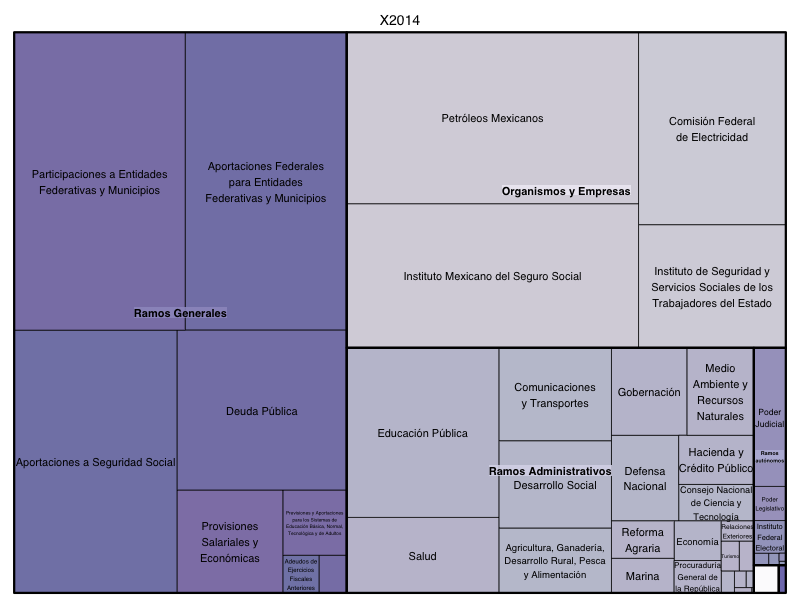 X2014
Participaciones a Entidades
Federativas y Municipios
Aportaciones Federales
para Entidades
Federativas y Municipios
Ramos Generales
Aportaciones a Seguridad Social
Deuda Pública
Provisiones
Salariales y
Económicas
Provisiones y Aportaciones
para los Sistemas de
Educación Básica, Normal,
Tecnológica y de Adultos
Adeudos de
Ejercicios
Fiscales
Anteriores
Petróleos Mexicanos
Comisión Federal
de Electricidad
Organismos y Empresas
Instituto Mexicano del Seguro Social
Instituto de Seguridad y
Servicios Sociales de los
Trabajadores del Estado
Educación Pública
Salud
Comunicaciones
y Transportes
Ramos Administrativos
Desarrollo Social
Agricultura, Ganadería,
Desarrollo Rural, Pesca
y Alimentación
Gobernación
Medio
Ambiente y
Recursos
Naturales
Defensa
Nacional
Hacienda y
Crédito Público
Consejo Nacional
de Ciencia y
Tecnología
Reforma
Agraria
Marina
Economía
Procuraduría
General de
la República
Relaciones
Exteriores
Turismo
Poder
Judicial
Ramos
autónomos
Poder
Legislativo
Instituto
Federal
Electoral